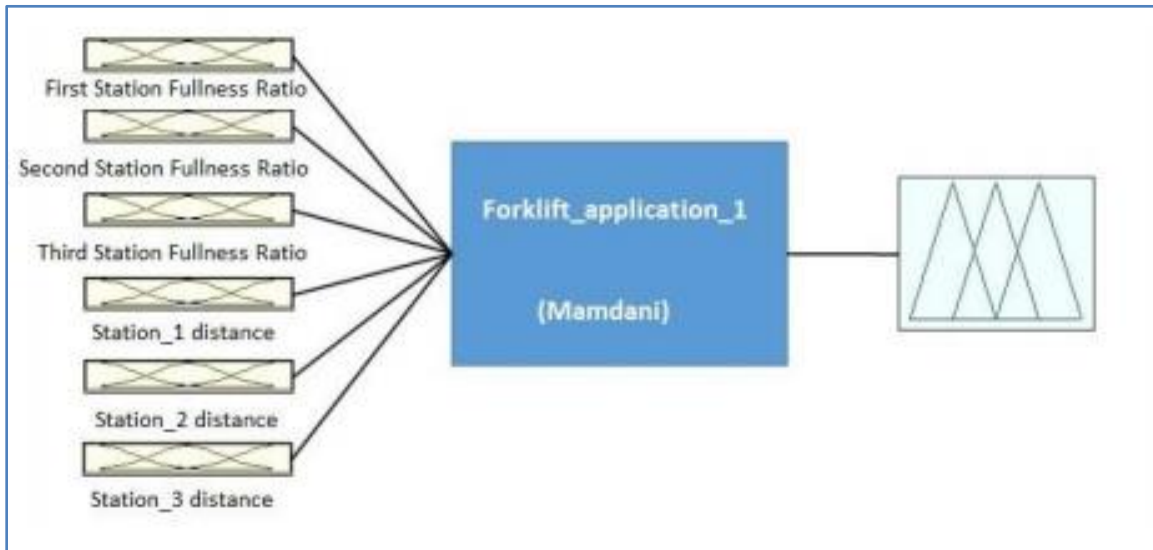 First Station Fullness Ratio
Second Station Fullness Ratio
Third Station Fullness Ratio
Station_1 distance
Station_2 distance
Station_3 distance
Forklift_application_1
(Mamdani)